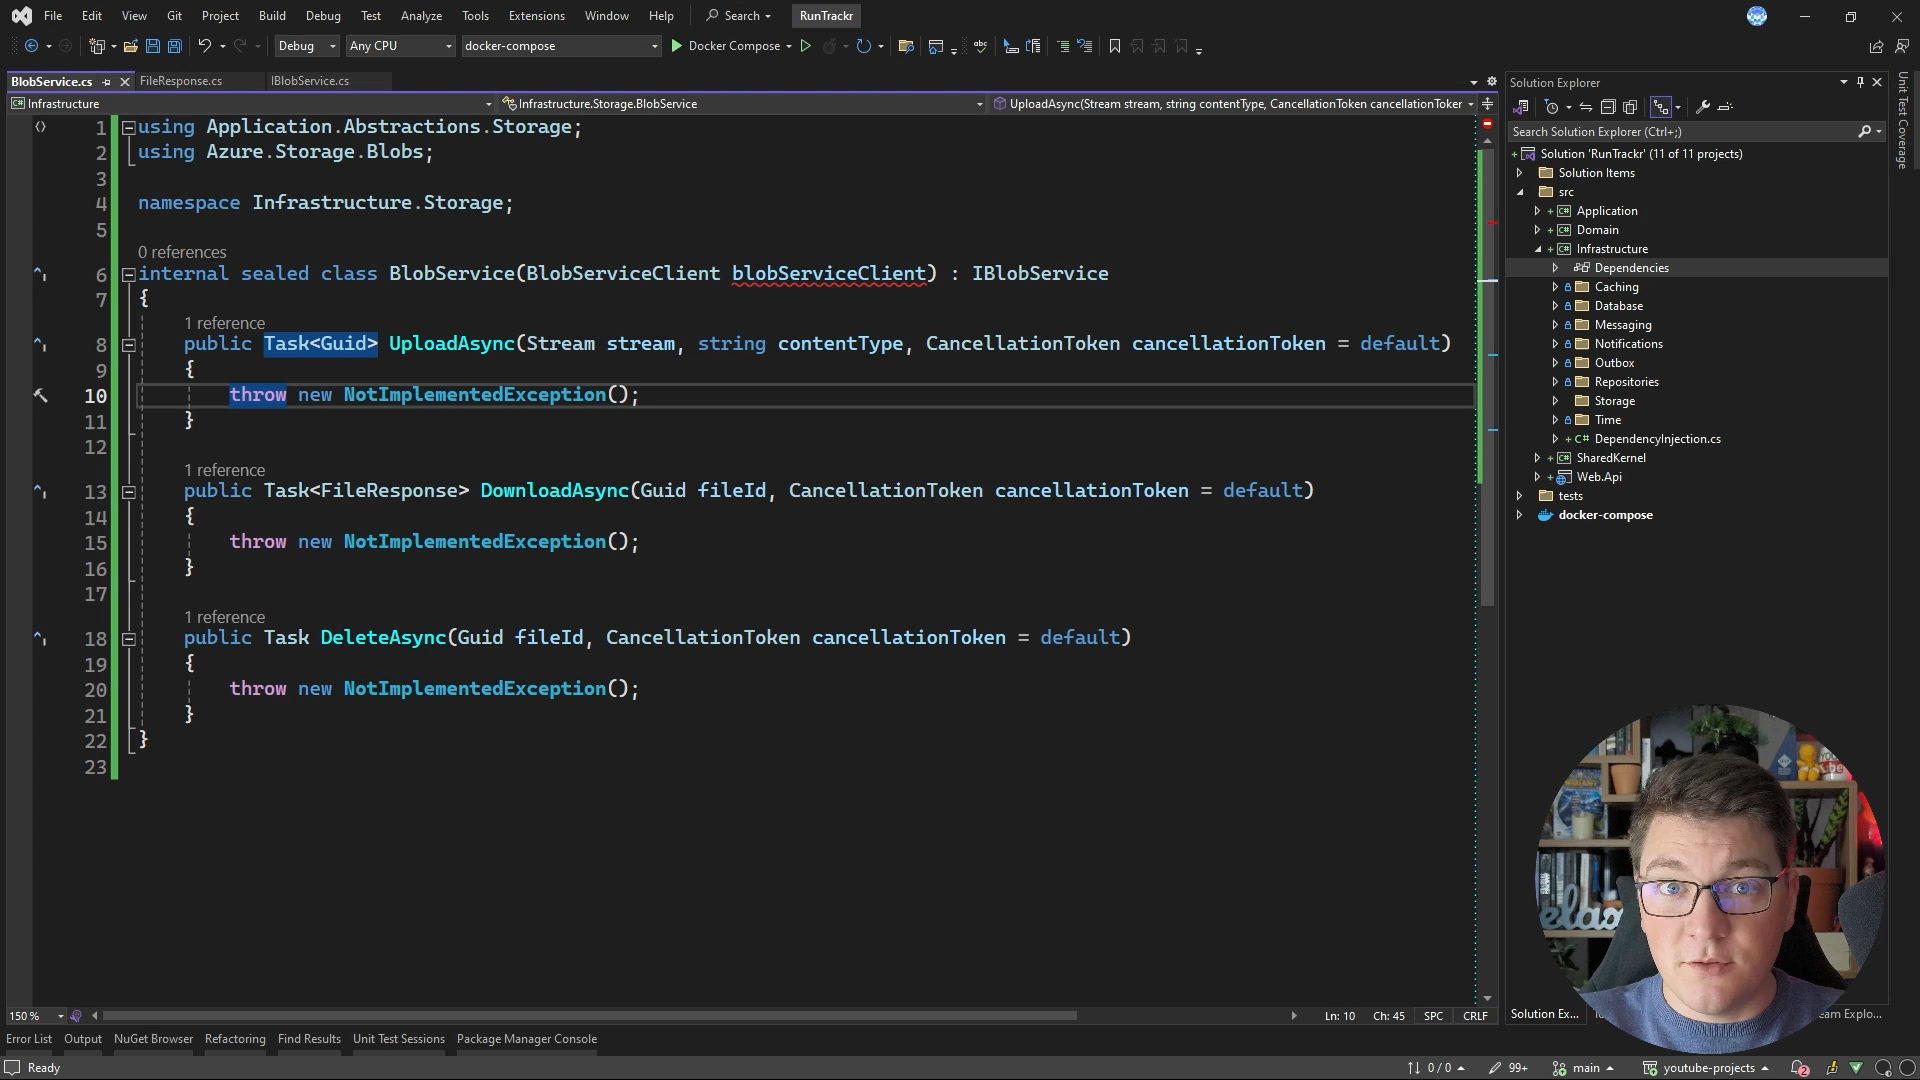 File Edit View Git Project Build Debug Test Analyze Tools Extensions Window Help Search RunTrackr
Debug Any CPU docker-compose Docker Compose
BlobService.cs FileResponse.cs IBlobService.cs
Infrastructure Infrastructure.Storage.BlobService UploadAsync(Stream stream, string contentType, CancellationToken cancellationToken
1 using Application.Abstractions.Storage;
2 using Azure.Storage.Blobs;
3
4 namespace Infrastructure.Storage;
5
0 references
6 internal sealed class BlobService(BlobServiceClient blobServiceClient) : IBlobService
7 {
1 reference
8 public Task<Guid> UploadAsync(Stream stream, string contentType, CancellationToken cancellationToken = default)
9 {
10 throw new NotImplementedException();
11 }
12
1 reference
13 public Task<FileResponse> DownloadAsync(Guid fileId, CancellationToken cancellationToken = default)
14 {
15 throw new NotImplementedException();
16 }
17
1 reference
18 public Task DeleteAsync(Guid fileId, CancellationToken cancellationToken = default)
19 {
20 throw new NotImplementedException();
21 }
22 }
23
150 % Ln: 10 Ch: 45 SPC CRLF
Error List Output NuGet Browser Refactoring Find Results Unit Test Sessions Package Manager Console
Ready 0 / 0 99+ main youtube-projects 2
Solution Explorer
Search Solution Explorer (Ctrl+;)
Solution 'RunTrackr' (11 of 11 projects)
Solution Items
src
Application
Domain
Infrastructure
Dependencies
Caching
Database
Messaging
Notifications
Outbox
Repositories
Storage
Time
DependencyInjection.cs
SharedKernel
Web.Api
tests
docker-compose
Solution Ex...
eam Explo...
Unit Test Coverage